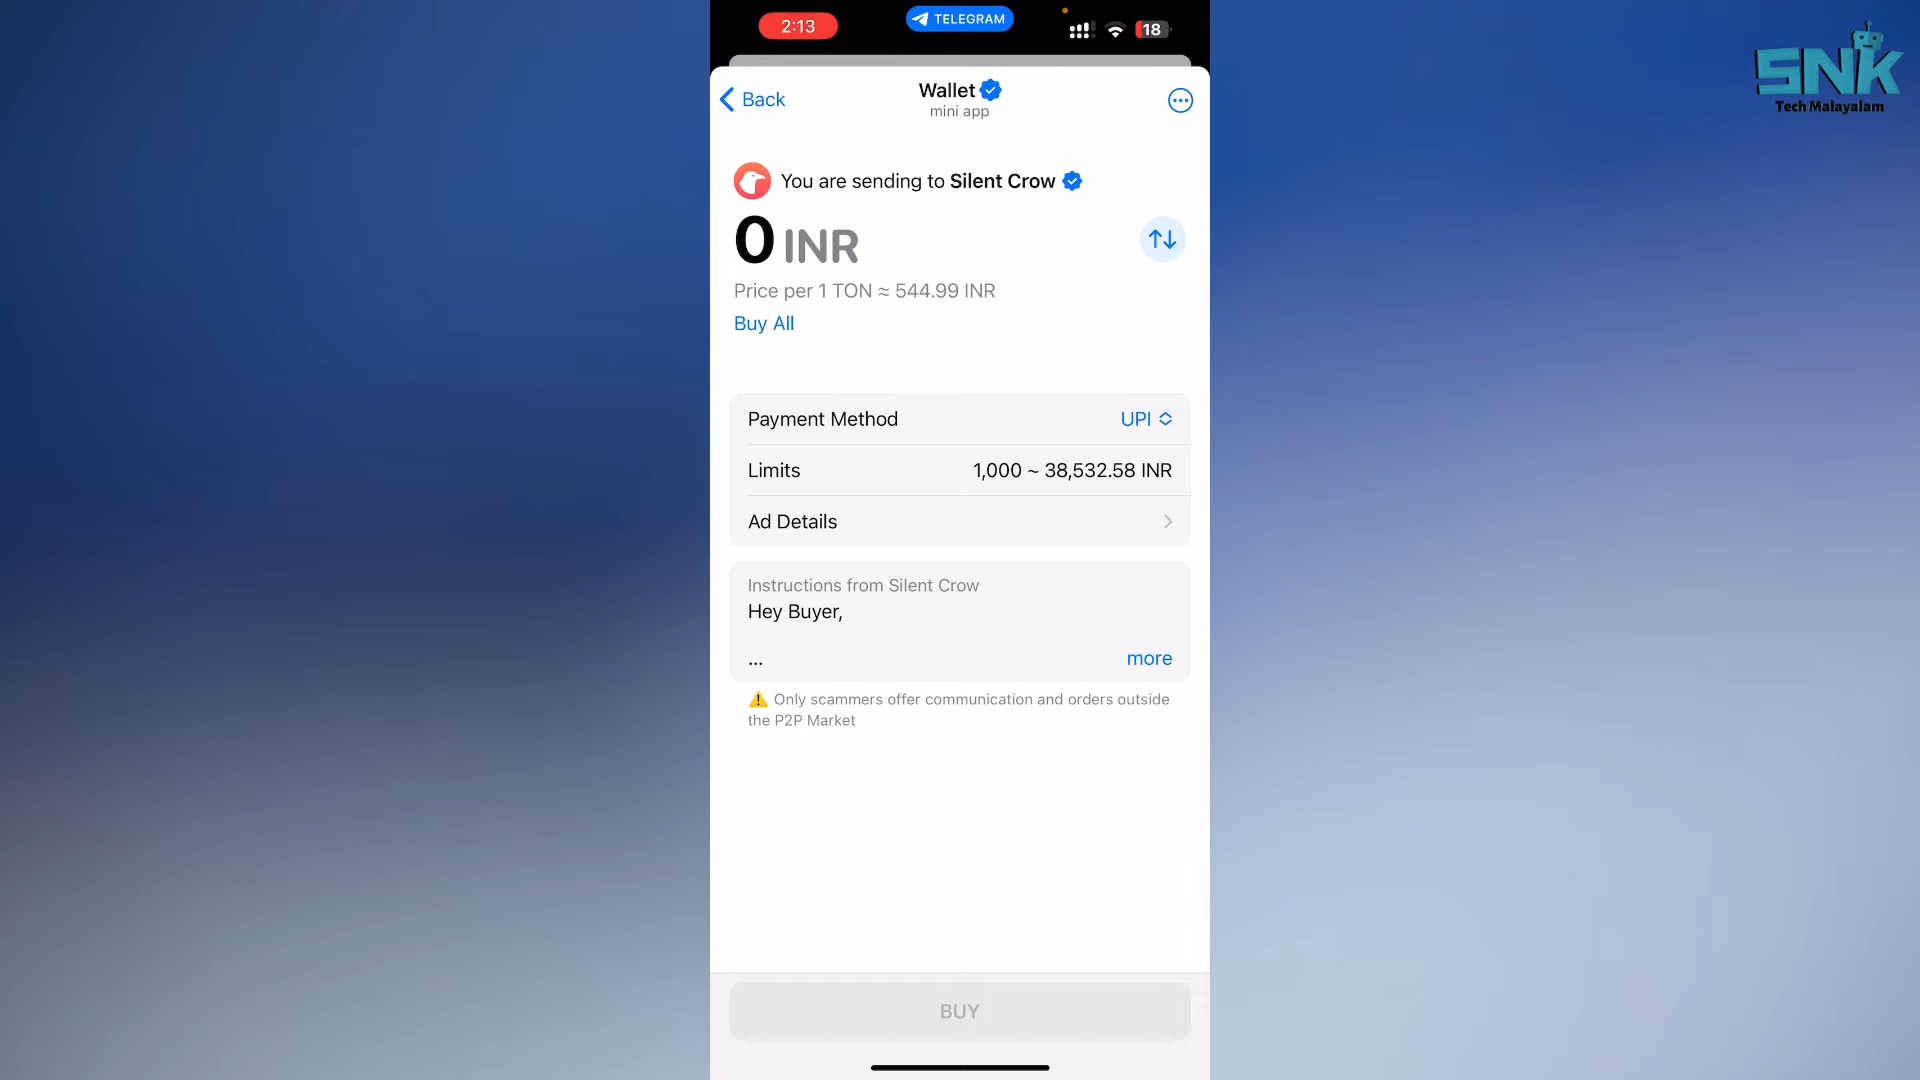 2:13
TELEGRAM
18
SNK
Tech Malayalam
Back
Wallet
mini app
You are sending to Silent Crow
0 INR
Price per 1 TON ≈ 544.99 INR
Buy All
Payment Method UPI
Limits 1,000 ~ 38,532.58 INR
Ad Details
Instructions from Silent Crow
Hey Buyer,
... more
⚠️ Only scammers offer communication and orders outside
the P2P Market
BUY